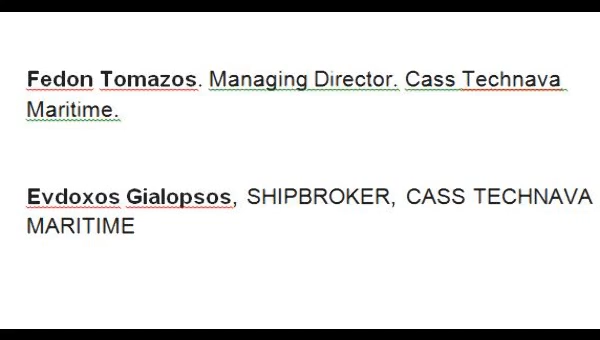 Fedon Tomazos. Managing Director. Cass Technava
Maritime.
Evdoxos Gialopsos, SHIPBROKER, CASS TECHNAVA
MARITIME